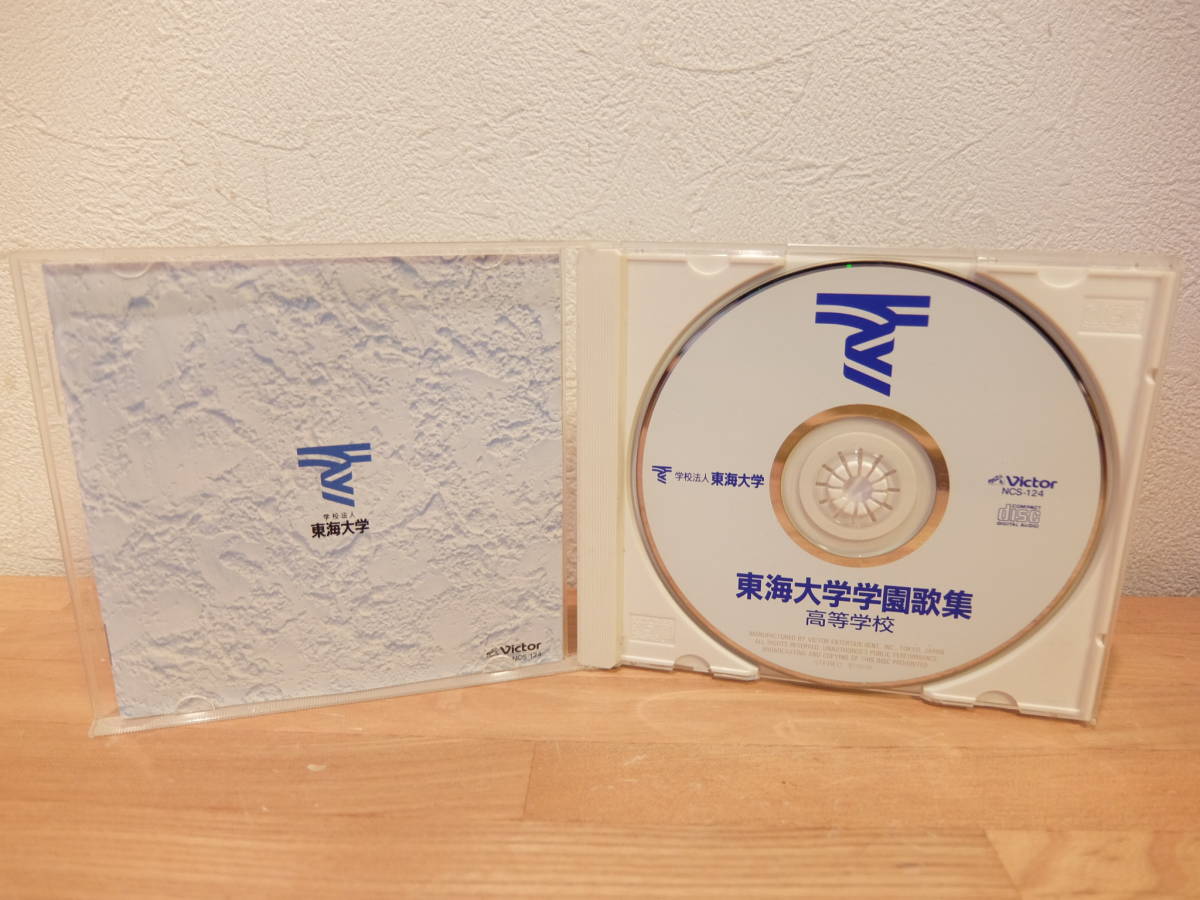 学校法人
東海大学
Victor
NCS-124
学校法人 東海大学
Victor
NCS-124
COMPACT
disc
DIGITAL AUDIO
東海大学学園歌集
高等学校
MANUFACTURED BY VICTOR ENTERTAINMENT, INC., TOKYO, JAPAN
ALL RIGHTS RESERVED. UNAUTHORIZED PUBLIC PERFORMANCE
BROADCASTING AND COPYING OF THIS DISC PROHIBITED